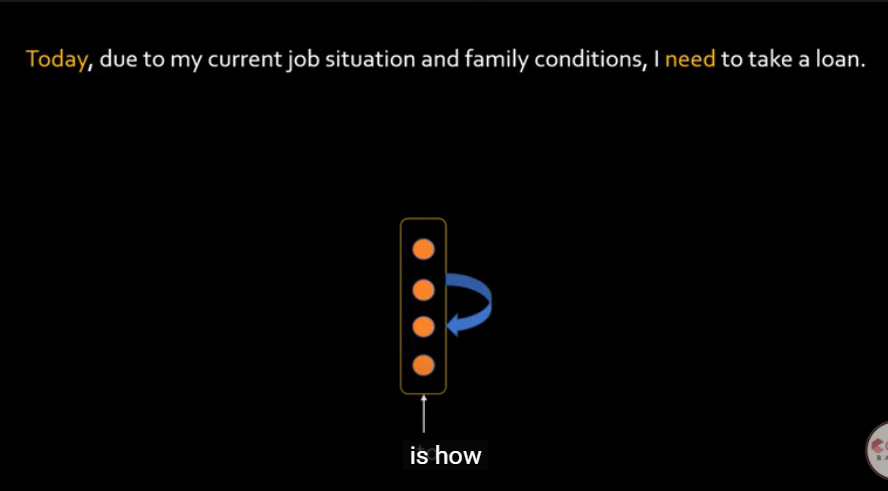 Today, due to my current job situation and family conditions, I need to take a loan.
is how